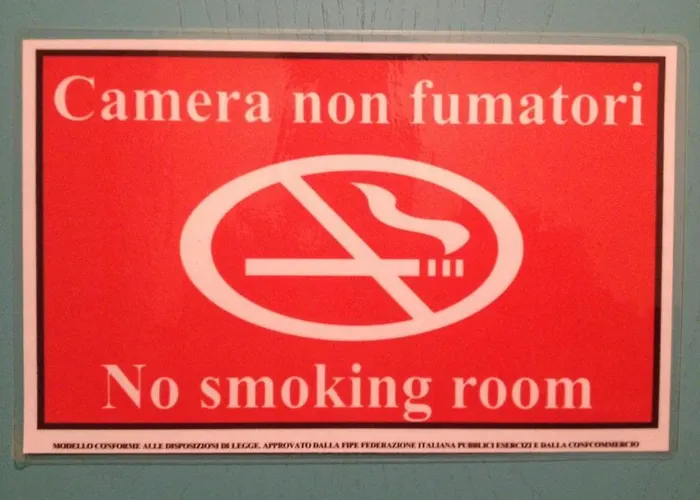 Camera non fumatori
No smoking room
MODELLO CONFORME ALLE DISPOSIZIONI DI LEGGE. APPROVATO DALLA FIPE FEDERAZIONE ITALIANA PUBBLICI ESERCIZI E DALLA CONFCOMMERCIO